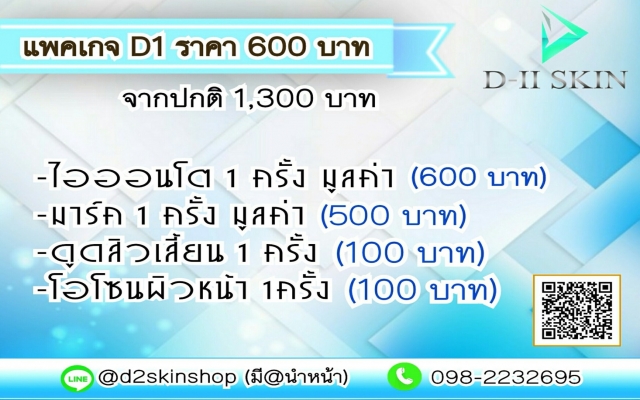 แพคเกจ D1 ราคา 600 บาท
D-II SKIN
จากปกติ 1,300 บาท
-ไอออนโต 1 ครั้ง มูลค่า (600 บาท)
-มาร์ค 1 ครั้ง มูลค่า (500 บาท)
-ดูดสิวเสี้ยน 1 ครั้ง (100 บาท)
-โอโซนผิวหน้า 1ครั้ง (100 บาท)
LINE @d2skinshop (มี@นำหน้า) 098-2232695